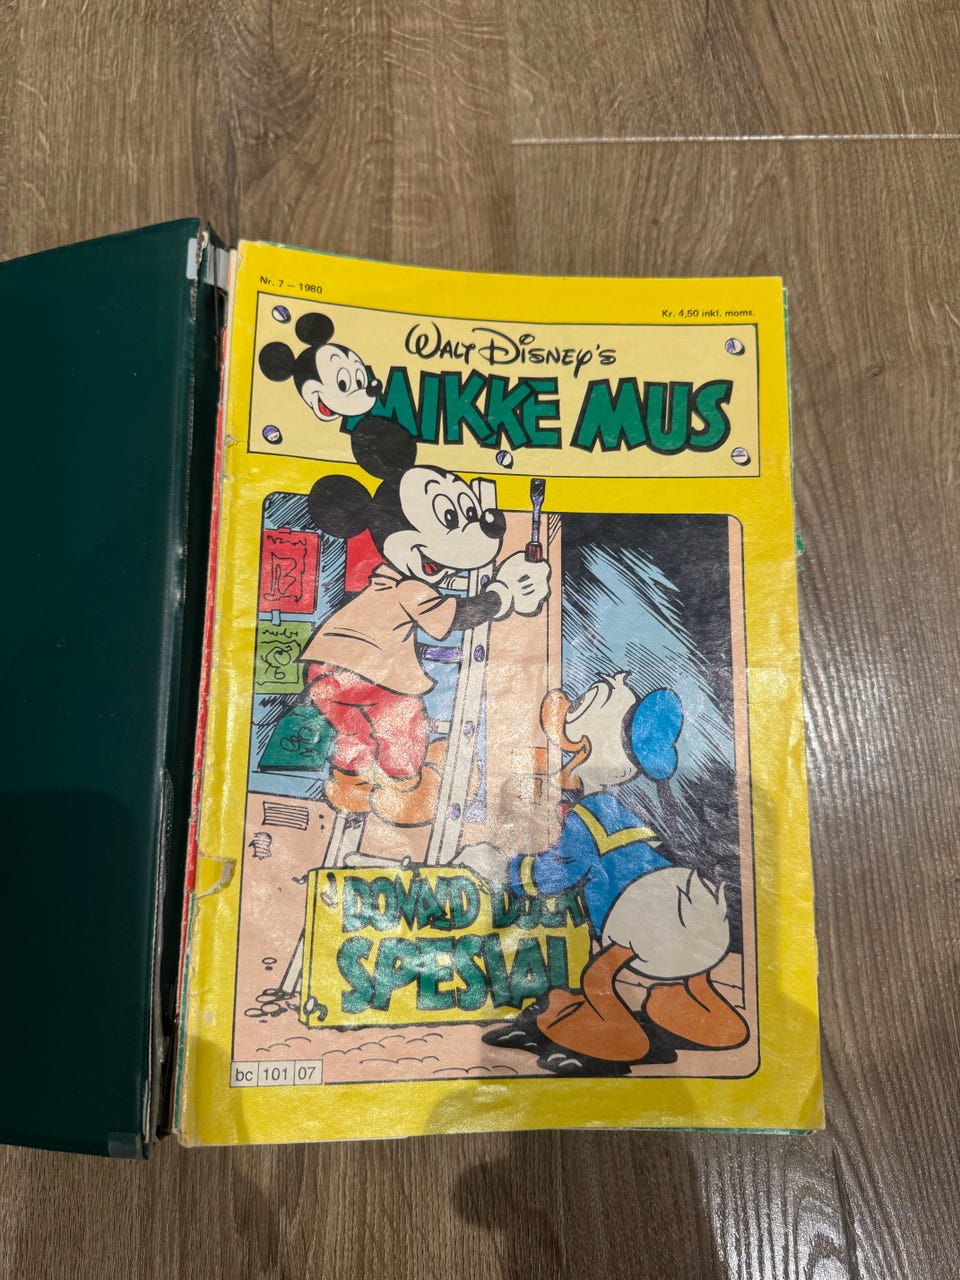 Nr. 7 – 1980
Kr. 4,50 inkl. moms.
WALT DISNEY'S
MIKKE MUS
DONALD DUCK
SPESIAL
bc 101 07